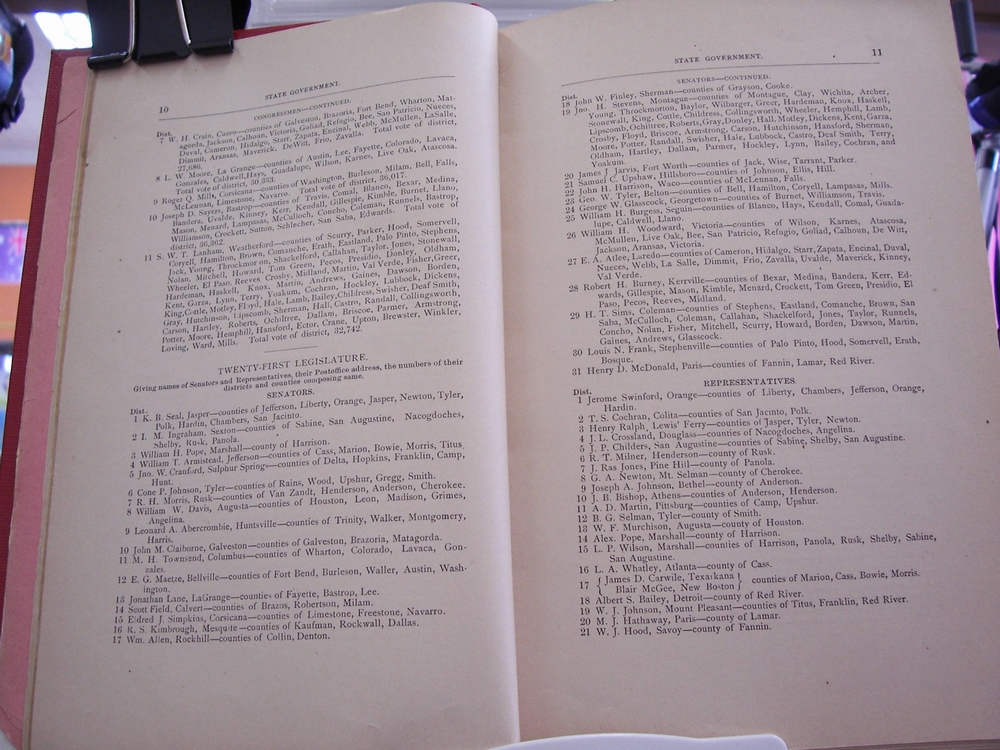 10
STATE GOVERNMENT.
CONGRESSMEN—CONTINUED.
Dist.
7 W. H. Crain, Cuero—counties of Galveston, Brazoria, Fort Bend, Wharton, Mat-
agorda, Jackson, Calhoun, Victoria, Goliad, Refugio, Bee, San Patricio, Nueces,
Duval, Cameron, Hidalgo, Starr, Zapata, Encinal, Webb, McMullen, LaSalle,
Dimmit, Aransas, Maverick, DeWitt, Frio, Zavalla. Total vote of district,
27,686.
8 L. W. Moore, La Grange—counties of Austin, Lee, Fayette, Colorado, Lavaca,
Gonzales, Caldwell, Hays, Guadalupe, Wilson, Karnes, Live Oak, Atascosa.
Total vote of district, 30,933.
9 Roger Q. Mills, Corsicana—counties of Washington, Burleson, Milam, Bell, Falls,
McLennan, Limestone, Navarro. Total vote of district, 36,017.
10 Joseph D. Sayers, Bastrop—counties of Travis, Comal, Blanco, Bexar, Medina,
Bandera, Uvalde, Kinney, Kerr, Kendall, Gillespie, Kimble, Burnet, Llano,
Mason, Menard, Lampasas, McCulloch, Concho, Coleman, Runnels, Bastrop,
Williamson, Crockett, Sutton, Schlecher, San Saba, Edwards. Total vote of
district, 36,262.
11 S. W. T. Lanham, Weatherford—counties of Scurry, Parker, Hood, Somervell,
Coryell, Hamilton, Brown, Comanche, Erath, Eastland, Palo Pinto, Stephens,
Jack, Young, Throckmorton, Shackelford, Callahan, Taylor, Jones, Stonewall,
Nolan, Mitchell, Howard, Tom Green, Pecos, Presidio, Donley, Oldham,
Wheeler, El Paso, Reeves, Crosby, Midland, Martin, Val Verde, Fisher, Greer,
Hardeman, Haskell, Knox, Martin, Andrews, Gaines, Dawson, Borden,
Kent, Garza, Lynn, Terry, Yoakum, Cochran, Hockley, Lubbock, Dickens,
King, Cottle, Motley, Floyd, Hale, Lamb, Bailey, Childress, Swisher, Deaf Smith,
Gray, Hutchinson, Lipscomb, Sherman, Hall, Castro, Randall, Collingsworth,
Carson, Hartley, Roberts, Ochiltree, Dallam, Briscoe, Parmer, Armstrong,
Potter, Moore, Hemphill, Hansford, Ector, Crane, Upton, Brewster, Winkler,
Loving, Ward, Mills. Total vote of district, 32,742.
TWENTY-FIRST LEGISLATURE.
Giving names of Senators and Representatives, their Postoffice address, the numbers of their
districts and counties composing same.
SENATORS.
Dist.
1 K. B. Seal, Jasper—counties of Jefferson, Liberty, Orange, Jasper, Newton, Tyler,
Polk, Hardin, Chambers, San Jacinto.
2 I. M. Ingraham, Sexton—counties of Sabine, San Augustine, Nacogdoches,
Shelby, Rusk, Panola.
3 William H. Pope, Marshall—county of Harrison.
4 William T. Armistead, Jefferson—counties of Cass, Marion, Bowie, Morris, Titus.
5 Jno. W. Cranford, Sulphur Springs—counties of Delta, Hopkins, Franklin, Camp,
Hunt.
6 Cone P. Johnson, Tyler—counties of Rains, Wood, Upshur, Gregg, Smith.
7 R. H. Morris, Rusk—counties of Van Zandt, Henderson, Anderson, Cherokee.
8 William W. Davis, Augusta—counties of Houston, Leon, Madison, Grimes,
Angelina.
9 Leonard A. Abercrombie, Huntsville—counties of Trinity, Walker, Montgomery,
Harris.
10 John M. Claiborne, Galveston—counties of Galveston, Brazoria, Matagorda.
11 M. H. Townsend, Columbus—counties of Wharton, Colorado, Lavaca, Gon-
zales.
12 E. G. Maetze, Bellville—counties of Fort Bend, Burleson, Waller, Austin, Wash-
ington.
13 Jonathan Lane, LaGrange—counties of Fayette, Bastrop, Lee.
14 Scott Field, Calvert—counties of Brazos, Robertson, Milam.
15 Eldred J. Simpkins, Corsicana—counties of Limestone, Freestone, Navarro.
16 R. S. Kimbrough, Mesquite—counties of Kaufman, Rockwall, Dallas.
17 Wm. Allen, Rockhill—counties of Collin, Denton.
STATE GOVERNMENT.
11
SENATORS—CONTINUED.
Dist.
18 John W. Finley, Sherman—counties of Grayson, Cooke.
19 Jno. H. Stevens, Montague—counties of Montague, Clay, Wichita, Archer,
Young, Throckmorton, Baylor, Wilbarger, Greer, Hardeman, Knox, Haskell,
Stonewall, King, Cottle, Childress, Collingsworth, Wheeler, Hemphill, Lamb,
Lipscomb, Ochiltree, Roberts, Gray, Donley, Hall, Motley, Dickens, Kent, Garza,
Crosby, Floyd, Briscoe, Armstrong, Carson, Hutchinson, Hansford, Sherman,
Moore, Potter, Randall, Swisher, Hale, Lubbock, Castro, Deaf Smith, Terry,
Oldham, Hartley, Dallam, Parmer, Hockley, Lynn, Bailey, Cochran, and
Yoakum.
20 James J Jarvis, Fort Worth—counties of Jack, Wise, Tarrant, Parker.
21 Samuel C. Upshaw, Hillsboro—counties of Johnson, Ellis, Hill.
22 John H. Harrison, Waco—counties of McLennan, Falls.
23 Geo. W. Tyler, Belton—counties of Bell, Hamilton, Coryell, Lampasas, Mills.
24 George W. Glasscock, Georgetown—counties of Burnet, Williamson, Travis.
25 William H. Burgess, Seguin—counties of Blanco, Hays, Kendall, Comal, Guada-
lupe, Caldwell, Llano.
26 William H. Woodward, Victoria—counties of Wilson, Karnes, Atascosa,
McMullen, Live Oak, Bee, San Patricio, Refugio, Goliad, Calhoun, De Witt,
Jackson, Aransas, Victoria.
27 E. A. Atlee, Laredo—counties of Cameron, Hidalgo, Starr, Zapata, Encinal, Duval,
Nueces, Webb, La Salle, Dimmit, Frio, Zavalla, Uvalde, Maverick, Kinney,
Val Verde.
28 Robert H. Burney, Kerrville—counties of Bexar, Medina, Bandera, Kerr, Ed-
wards, Gillespie, Mason, Kimble, Menard, Crockett, Tom Green, Presidio, El
Paso, Pecos, Reeves, Midland.
29 H. T. Sims, Coleman—counties of Stephens, Eastland, Comanche, Brown, San
Saba, McCulloch, Coleman, Callahan, Shackelford, Jones, Taylor, Runnels,
Concho, Nolan, Fisher, Mitchell, Scurry, Howard, Borden, Dawson, Martin,
Gaines, Andrews, Glasscock.
30 Louis N. Frank, Stephenville—counties of Palo Pinto, Hood, Somervell, Erath,
Bosque.
31 Henry D. McDonald, Paris—counties of Fannin, Lamar, Red River.
REPRESENTATIVES.
Dist.
1 Jerome Swinford, Orange—counties of Liberty, Chambers, Jefferson, Orange,
Hardin.
2 T. S. Cochran, Colita—counties of San Jacinto, Polk.
3 Henry Ralph, Lewis' Ferry—counties of Jasper, Tyler, Newton.
4 J. L. Crossland, Douglass—counties of Nacogdoches, Angelina.
5 J. P. Childers, San Augustine—counties of Sabine, Shelby, San Augustine.
6 R. T. Milner, Henderson—county of Rusk.
7 J. Ras Jones, Pine Hill—county of Panola.
8 G. A. Newton, Mt. Selman—county of Cherokee.
9 Joseph A. Johnson, Bethel—county of Anderson.
10 J. B. Bishop, Athens—counties of Anderson, Henderson.
11 A. D. Martin, Pittsburg—counties of Camp, Upshur.
12 B. G. Selman, Tyler—county of Smith.
13 W. F. Murchison, Augusta—county of Houston.
14 Alex. Pope, Marshall—county of Harrison.
15 L. P. Wilson, Marshall—counties of Harrison, Panola, Rusk, Shelby, Sabine,
San Augustine.
16 L. A. Whatley, Atlanta—county of Cass.
17 { James D. Carwile, Texarkana } counties of Marion, Cass, Bowie, Morris.
Blair McGee, New Boston
18 Albert S. Bailey, Detroit—county of Red River.
19 W. J. Johnson, Mount Pleasant—counties of Titus, Franklin, Red River.
20 M. J. Hathaway, Paris—county of Lamar.
21 W. J. Hood, Savoy—county of Fannin.